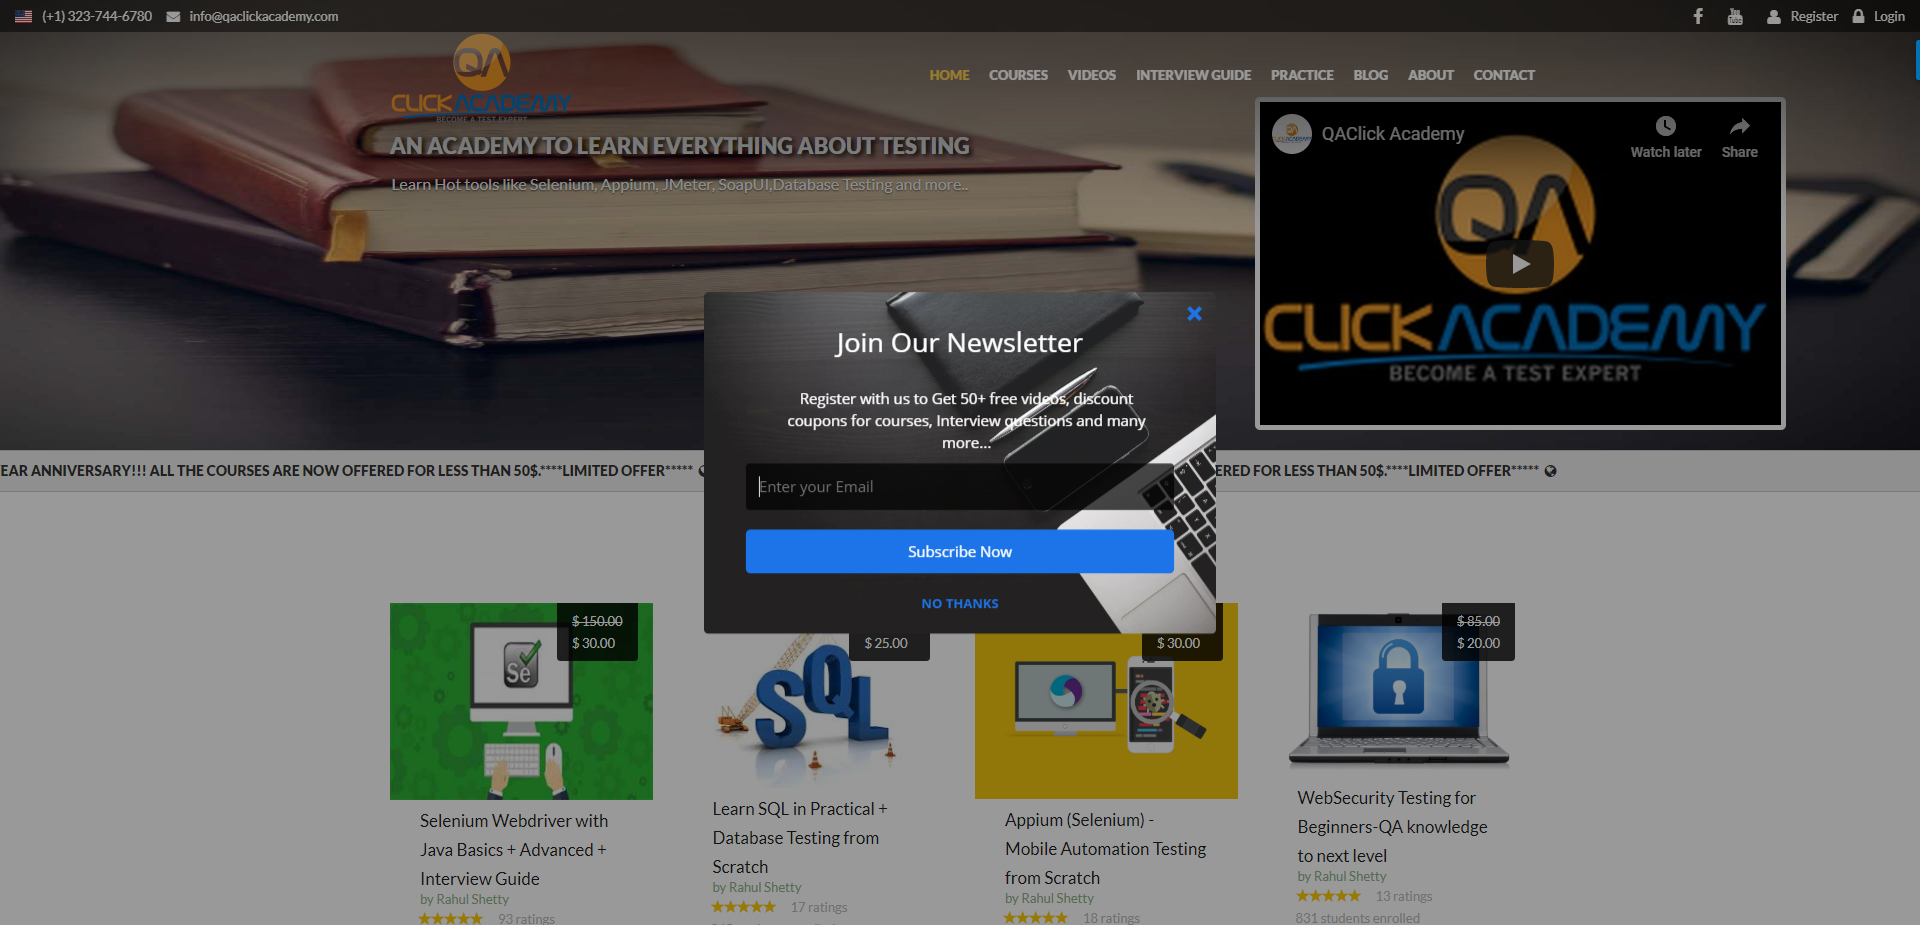 (+1) 323-744-6780 info@qaclickacademy.com
Register Login
QA
CLICKACADEMY
BECOME A TEST EXPERT
HOME COURSES VIDEOS INTERVIEW GUIDE PRACTICE BLOG ABOUT CONTACT
AN ACADEMY TO LEARN EVERYTHING ABOUT TESTING
Learn Hot tools like Selenium, Appium, JMeter, SoapUI,Database Testing and more..
QAClick Academy
Watch later Share
QA
CLICKACADEMY
BECOME A TEST EXPERT
Join Our Newsletter
Register with us to Get 50+ free videos, discount
coupons for courses, Interview questions and many
more...
Enter your Email
Subscribe Now
NO THANKS
EAR ANNIVERSARY!!! ALL THE COURSES ARE NOW OFFERED FOR LESS THAN 50$.****LIMITED OFFER*****
ERED FOR LESS THAN 50$.****LIMITED OFFER*****
$ 150.00
$ 30.00
Se
Selenium Webdriver with
Java Basics + Advanced +
Interview Guide
by Rahul Shetty
93 ratings
$ 25.00
SQL
Learn SQL in Practical +
Database Testing from
Scratch
by Rahul Shetty
17 ratings
$ 30.00
Appium (Selenium) -
Mobile Automation Testing
from Scratch
by Rahul Shetty
18 ratings
$ 85.00
$ 20.00
WebSecurity Testing for
Beginners-QA knowledge
to next level
by Rahul Shetty
13 ratings
831 students enrolled